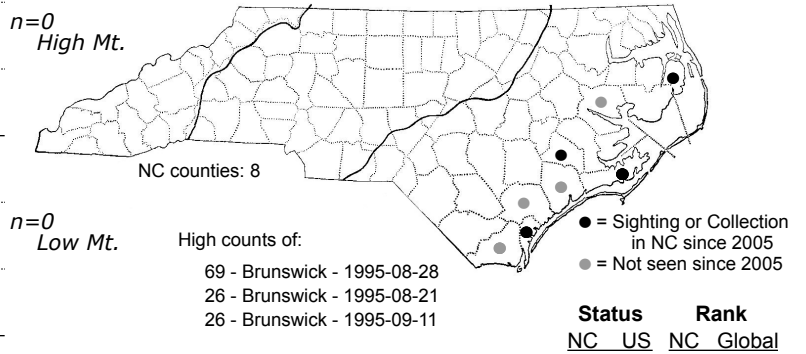 n=0
High Mt.
NC counties: 8
n=0
Low Mt.
High counts of:
69 - Brunswick - 1995-08-28
26 - Brunswick - 1995-08-21
26 - Brunswick - 1995-09-11
= Sighting or Collection
in NC since 2005
= Not seen since 2005
Status Rank
NC US NC Global